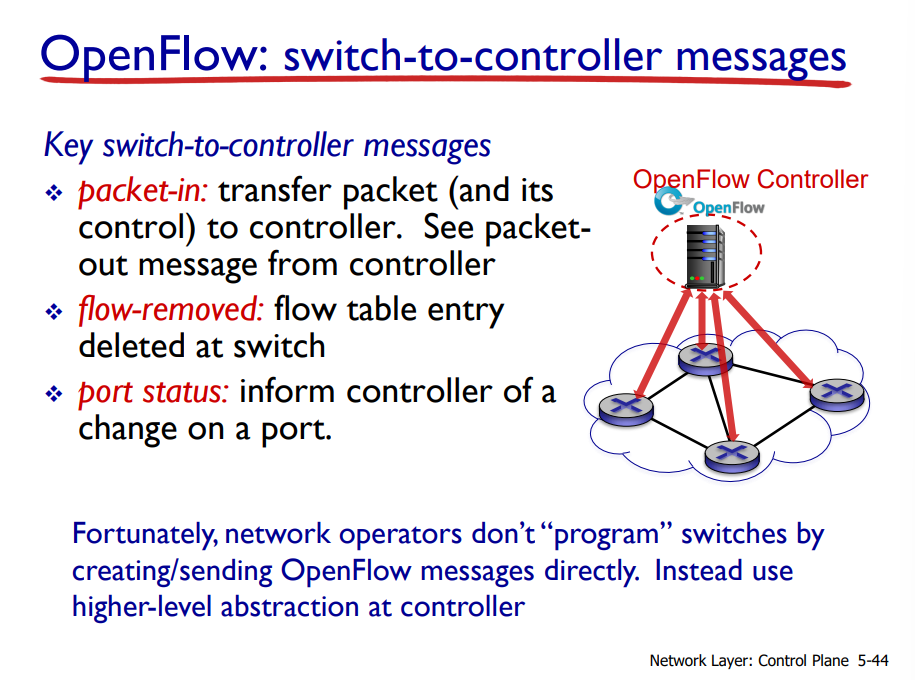 OpenFlow: switch-to-controller messages
Key switch-to-controller messages
packet-in: transfer packet (and its
control) to controller. See packet-
out message from controller
flow-removed: flow table entry
deleted at switch
port status: inform controller of a
change on a port.
OpenFlow Controller
OpenFlow
Fortunately, network operators don’t “program” switches by
creating/sending OpenFlow messages directly. Instead use
higher-level abstraction at controller
Network Layer: Control Plane 5-44